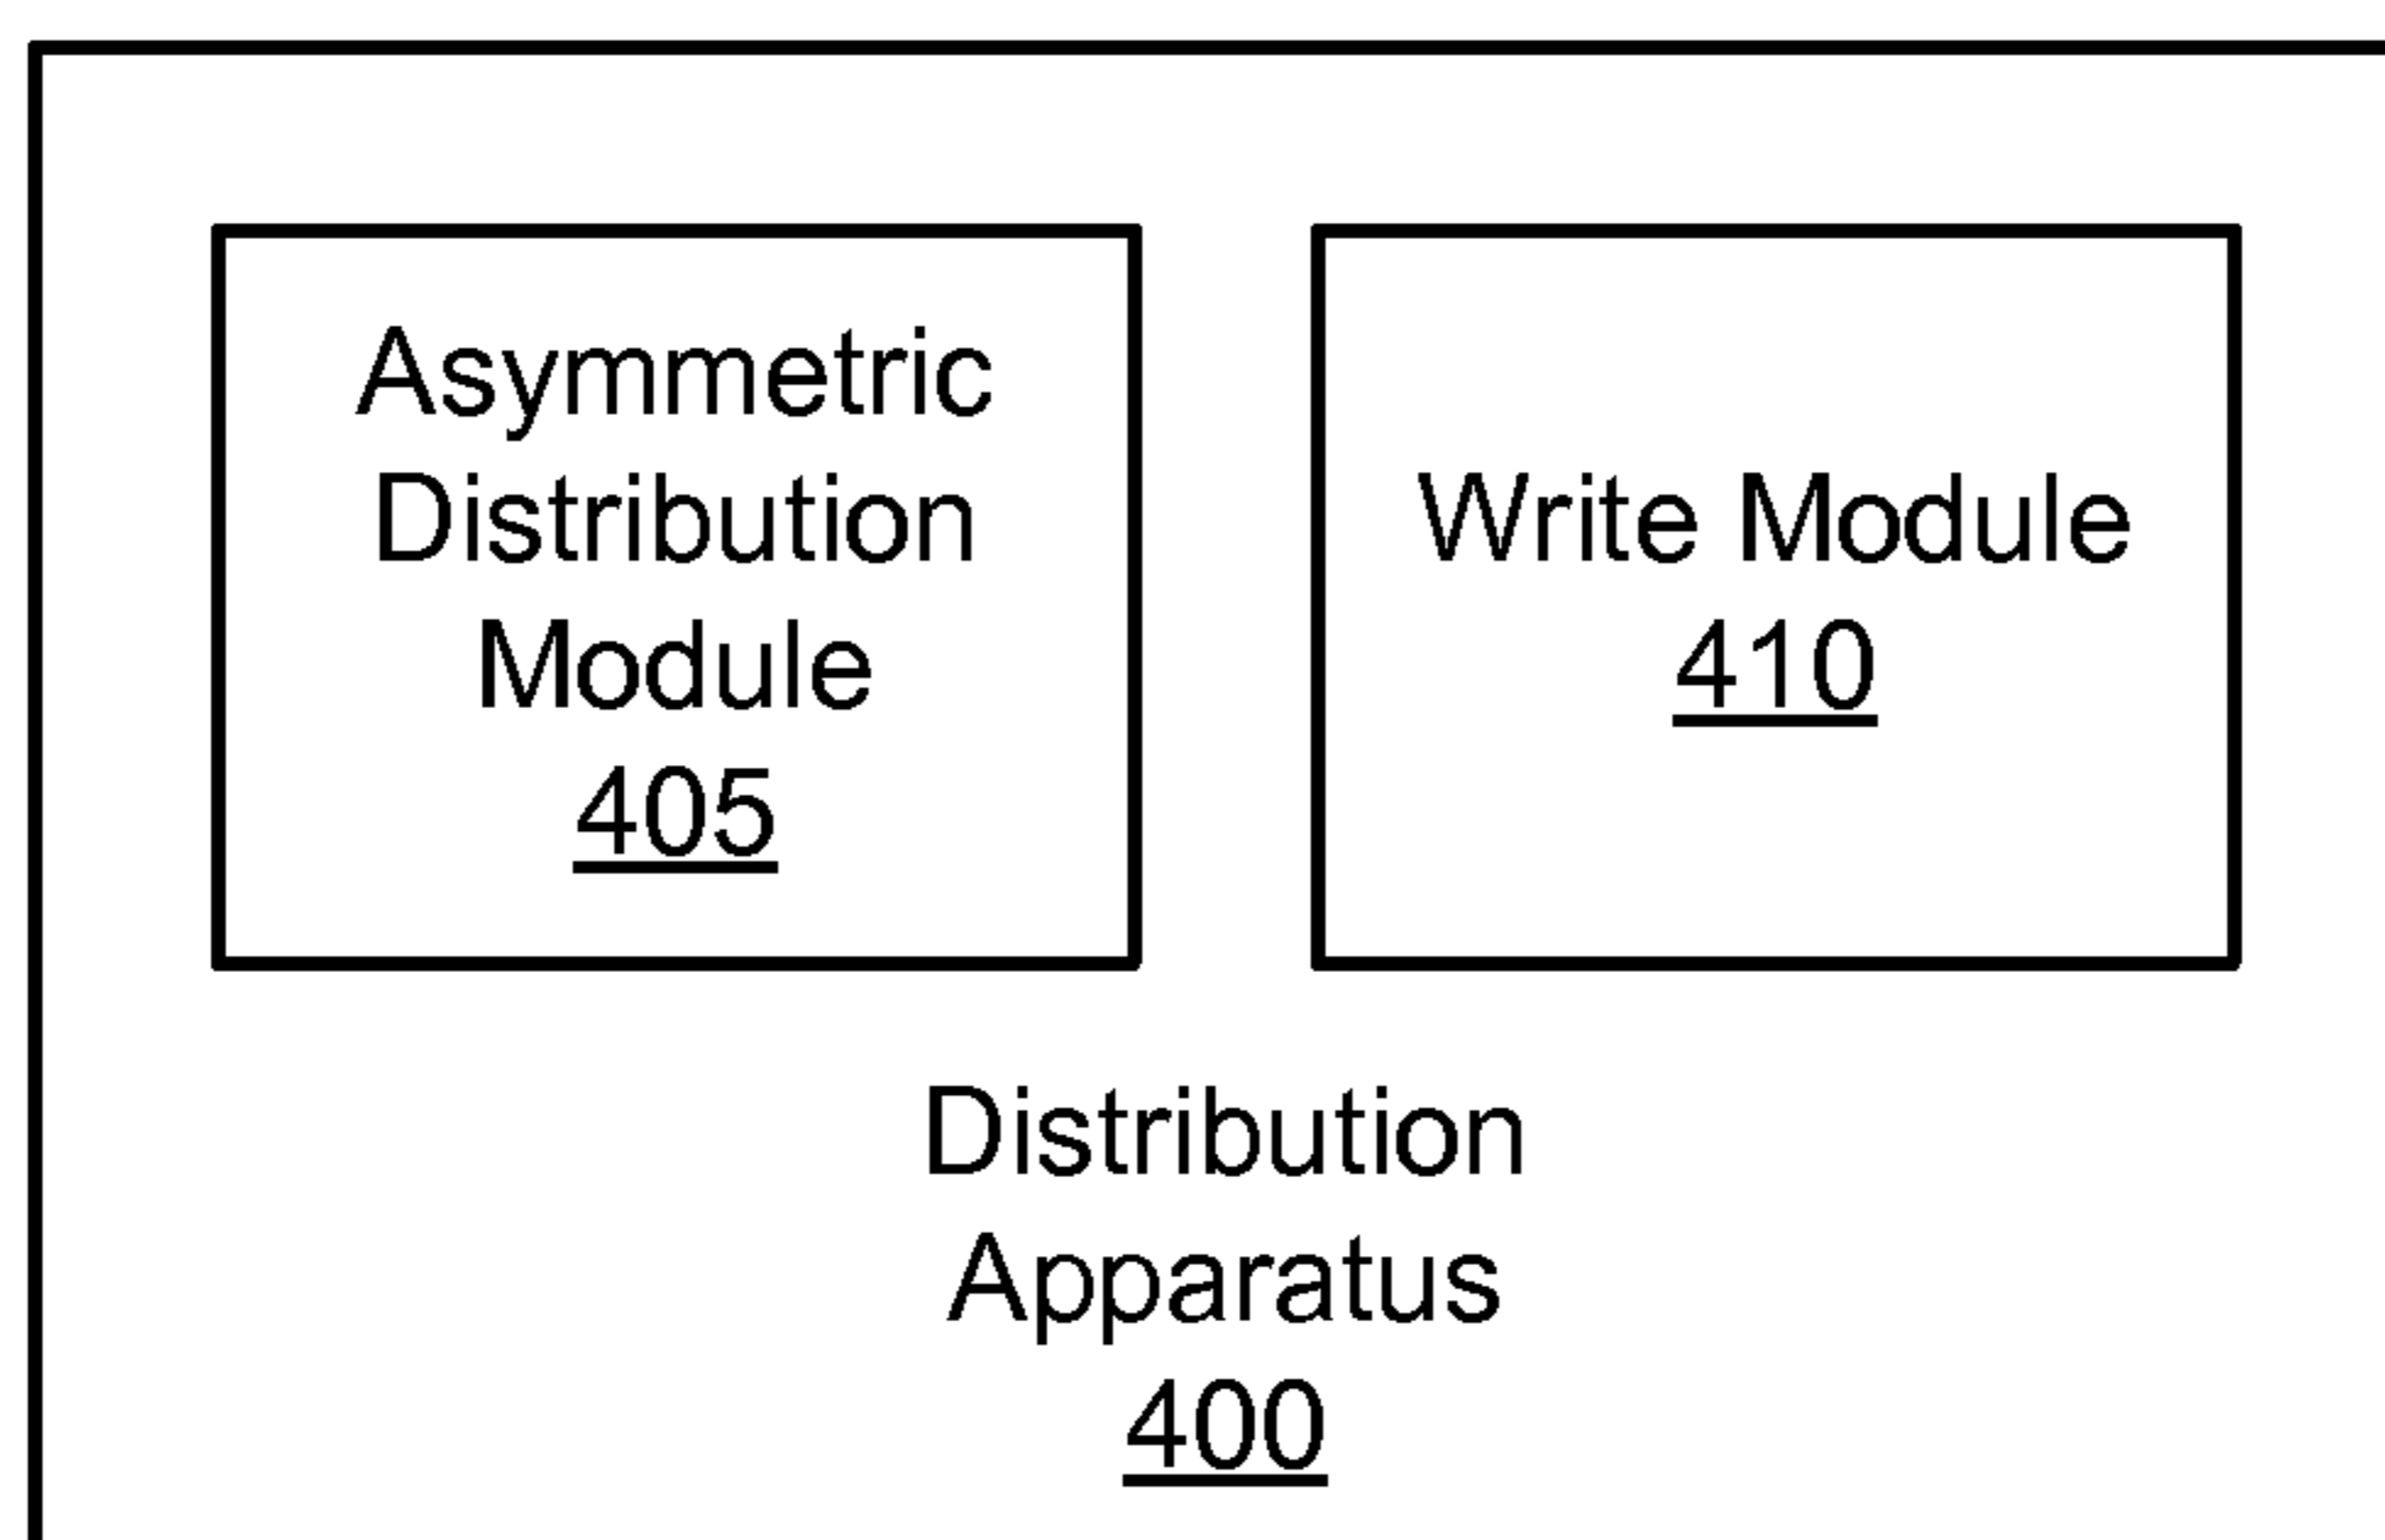 Asymmetric
Distribution
Module
405
Write Module
410
Distribution
Apparatus
400